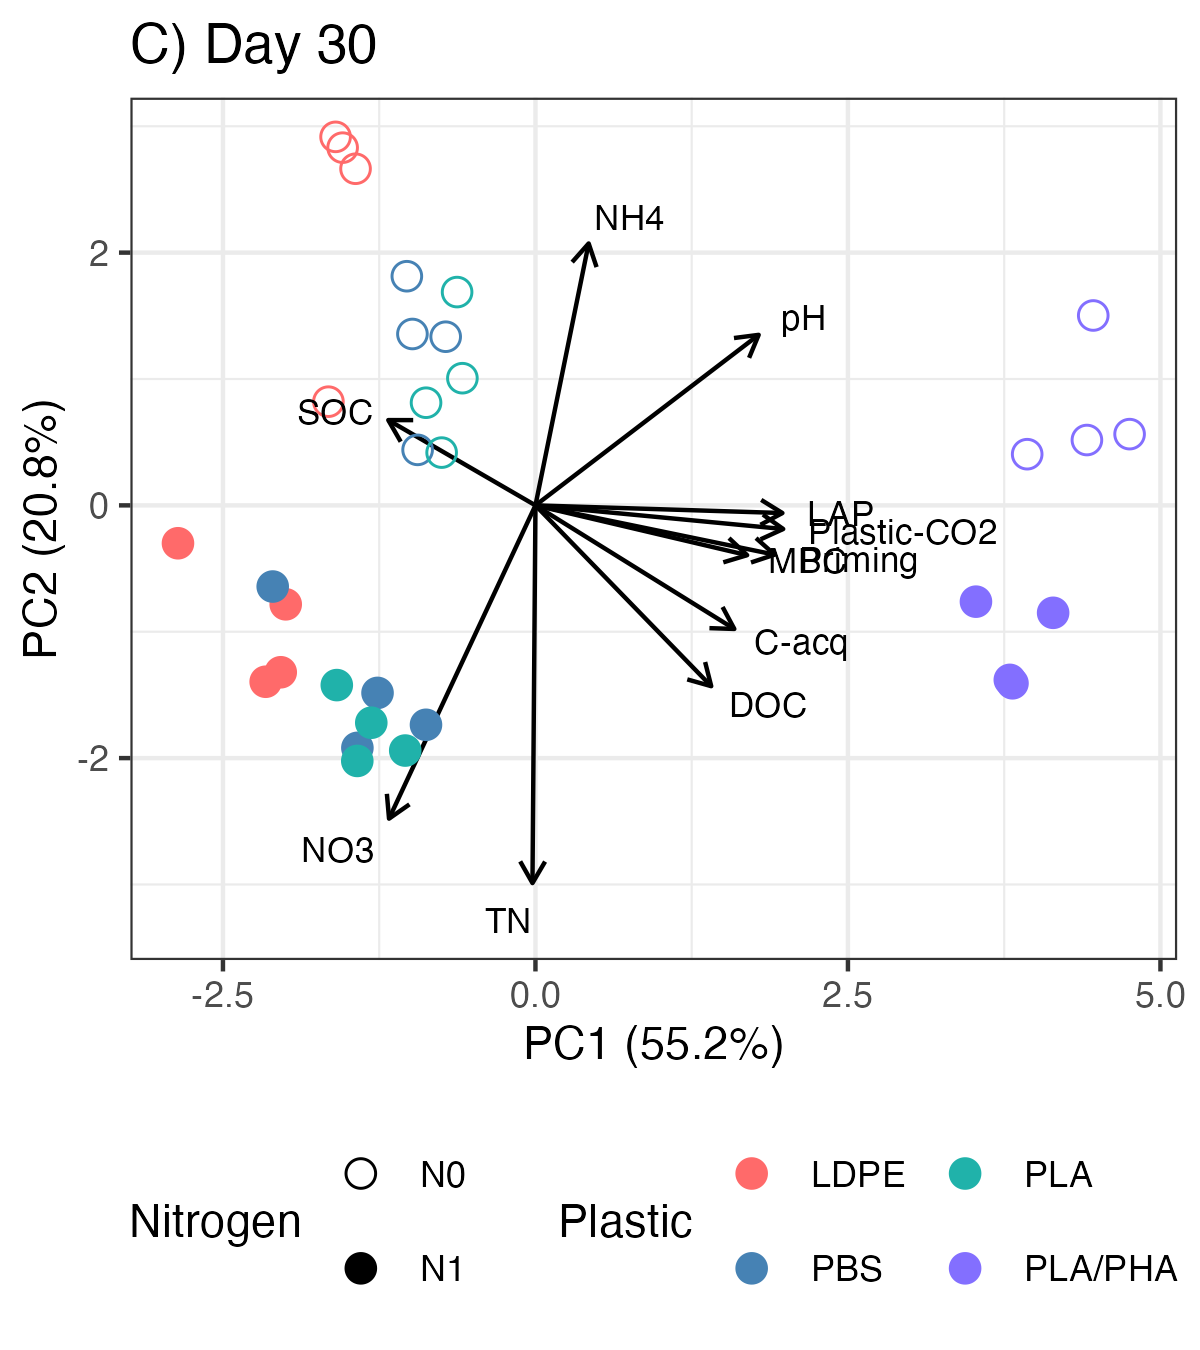 C) Day 30
NH4
2
pH
SOC
0
LAP
Plastic-CO2
MBC
Priming
C-acq
DOC
-2
NO3
TN
PC2 (20.8%)
-2.5
0.0
2.5
5.0
PC1 (55.2%)
N0
LDPE
PLA
Nitrogen
Plastic
N1
PBS
PLA/PHA